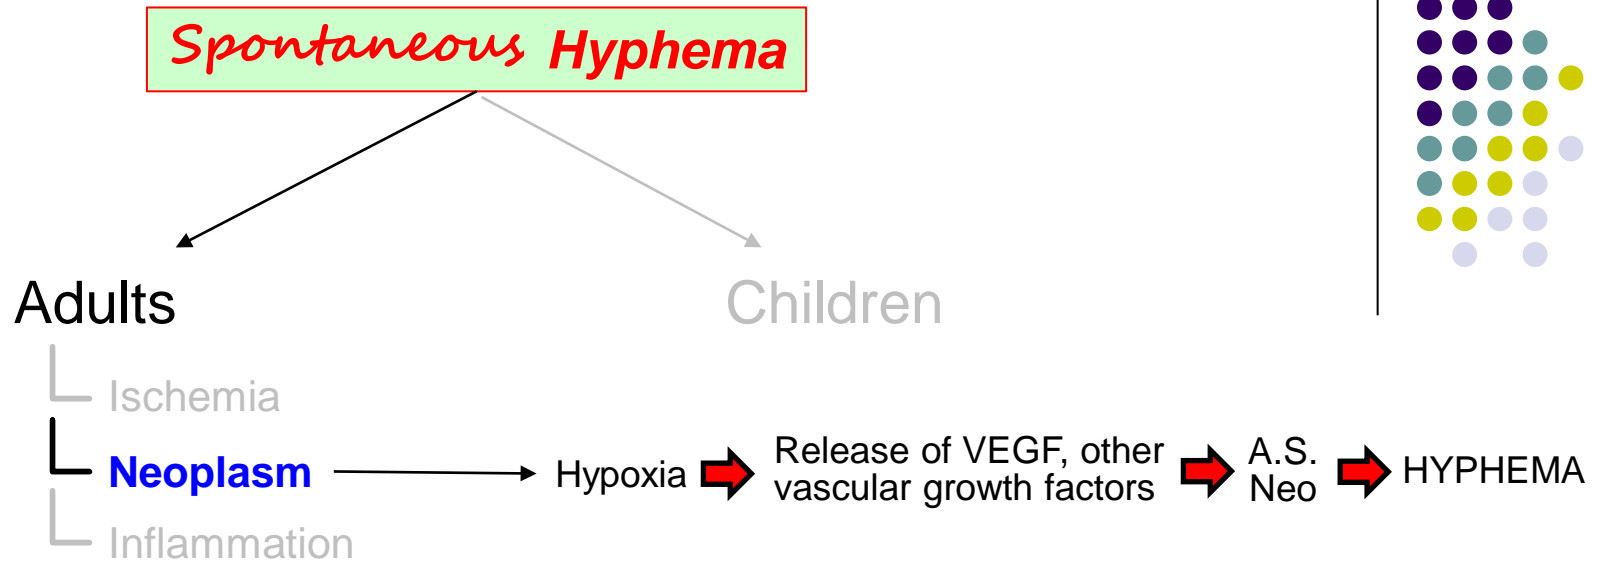 Spontaneous Hyphema
Adults
Children
Ischemia
Neoplasm
Hypoxia
Release of VEGF, other
vascular growth factors
A.S.
Neo
HYPHEMA
Inflammation